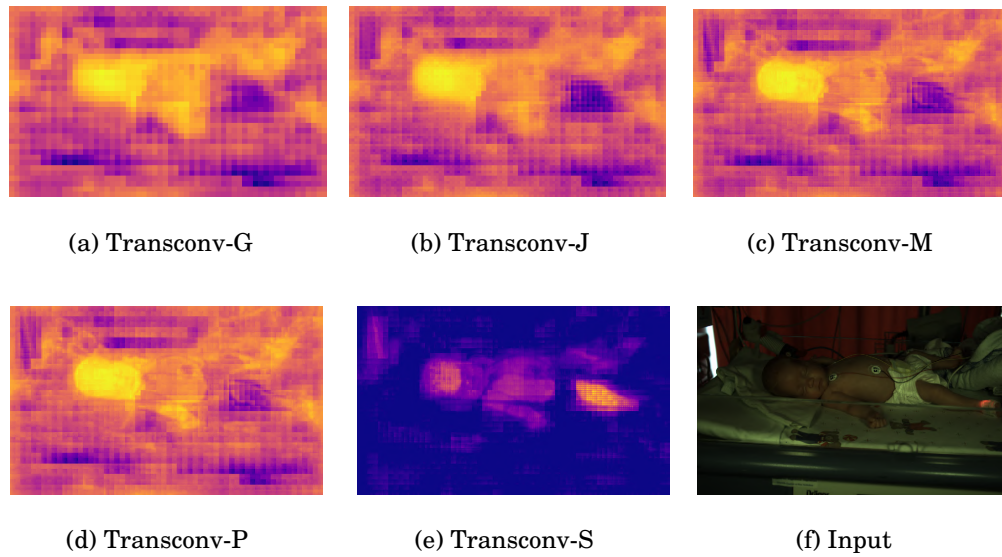 (a) Transconv-G
(b) Transconv-J
(c) Transconv-M
(d) Transconv-P
(e) Transconv-S
(f) Input